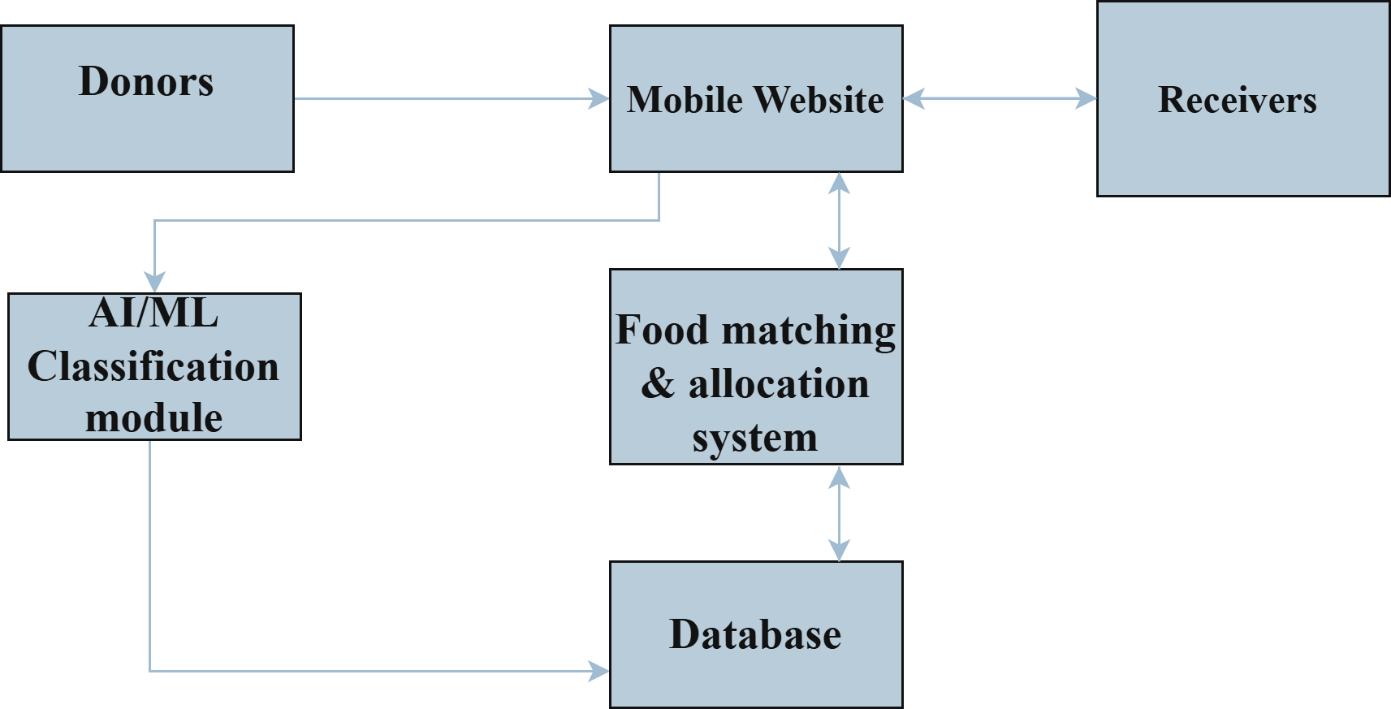 Donors
Mobile Website
Receivers
AI/ML
Classification
module
Food matching
& allocation
system
Database